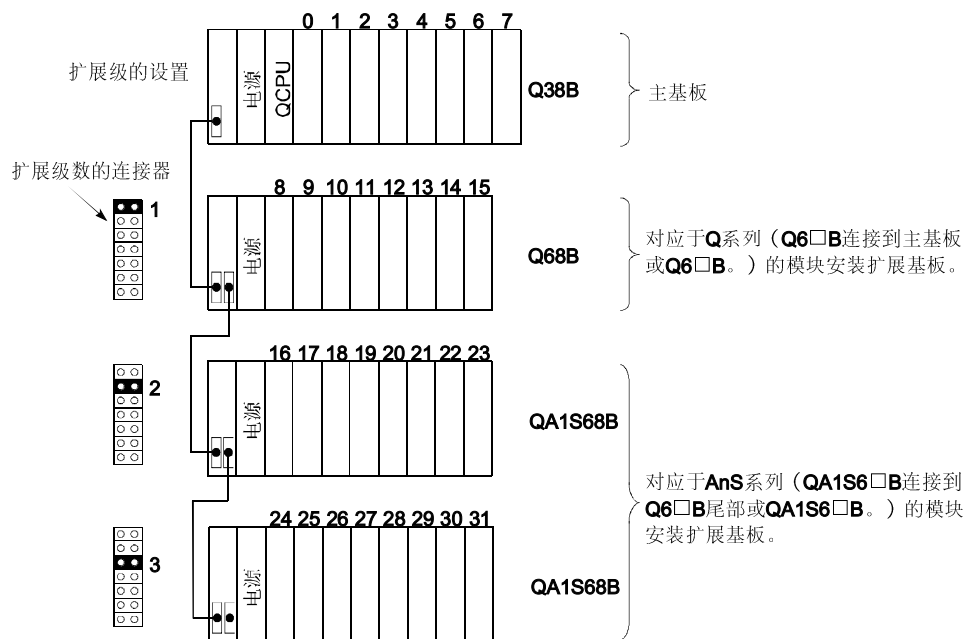 0 1 2 3 4 5 6 7
扩展级的设置
电源
QCPU
Q38B
主基板
扩展级数的连接器
1
8 9 10 11 12 13 14 15
电源
Q68B
对应于Q系列（Q6□B连接到主基板
或Q6□B。）的模块安装扩展基板。
2
16 17 18 19 20 21 22 23
电源
QA1S68B
对应于AnS系列（QA1S6□B连接到
Q6□B尾部或QA1S6□B。）的模块
安装扩展基板。
3
24 25 26 27 28 29 30 31
电源
QA1S68B